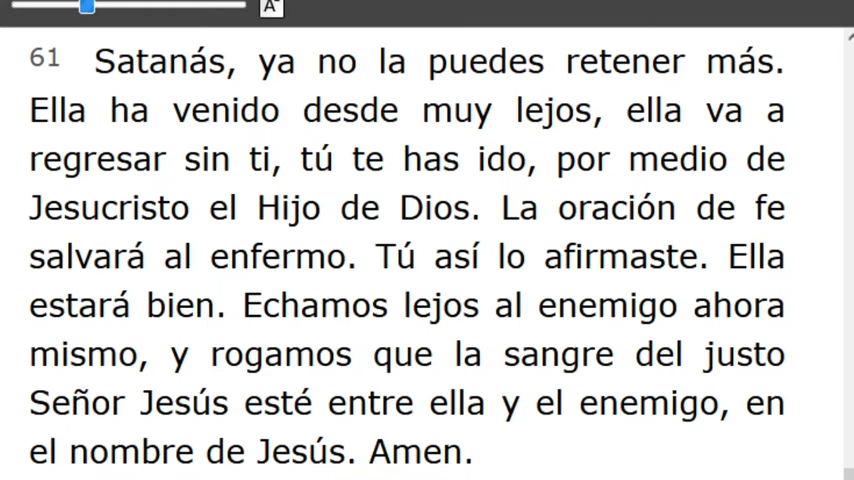 A
61 Satanás, ya no la puedes retener más.
Ella ha venido desde muy lejos, ella va a
regresar sin ti, tú te has ido, por medio de
Jesucristo el Hijo de Dios. La oración de fe
salvará al enfermo. Tú así lo afirmaste. Ella
estará bien. Echamos lejos al enemigo ahora
mismo, y rogamos que la sangre del justo
Señor Jesús esté entre ella y el enemigo, en
el nombre de Jesús. Amen.